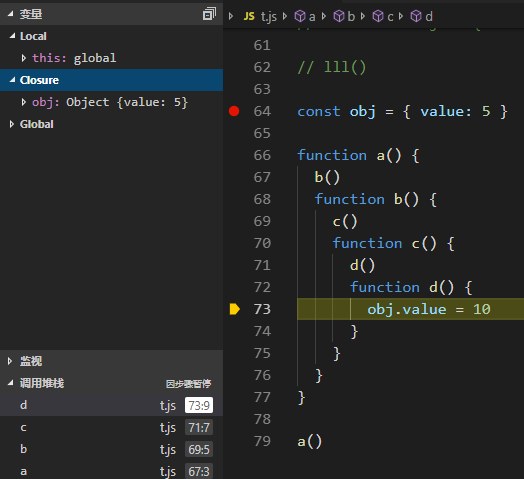 变量
Local
this: global
Closure
obj: Object {value: 5}
Global
监视
调用堆栈
因步骤暂停
d t.js 73:9
c t.js 71:7
b t.js 69:5
a t.js 67:3
JS t.js > a > b > c > d
61
62 // lll()
63
64 const obj = { value: 5 }
65
66 function a() {
67 b()
68 function b() {
69 c()
70 function c() {
71 d()
72 function d() {
73 obj.value = 10
74 }
75 }
76 }
77 }
78
79 a()